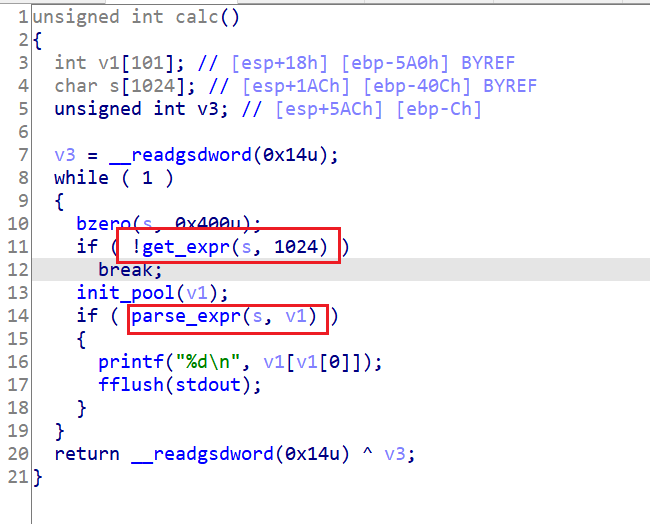 1 unsigned int calc()
2 {
3   int v1[101]; // [esp+18h] [ebp-5A0h] BYREF
4   char s[1024]; // [esp+1ACh] [ebp-40Ch] BYREF
5   unsigned int v3; // [esp+5ACh] [ebp-Ch]
6
7   v3 = __readgsdword(0x14u);
8   while ( 1 )
9   {
10     bzero(s, 0x400u);
11     if ( !get_expr(s, 1024) )
12       break;
13     init_pool(v1);
14     if ( parse_expr(s, v1) )
15     {
16       printf("%d\n", v1[v1[0]]);
17       fflush(stdout);
18     }
19   }
20   return __readgsdword(0x14u) ^ v3;
21 }